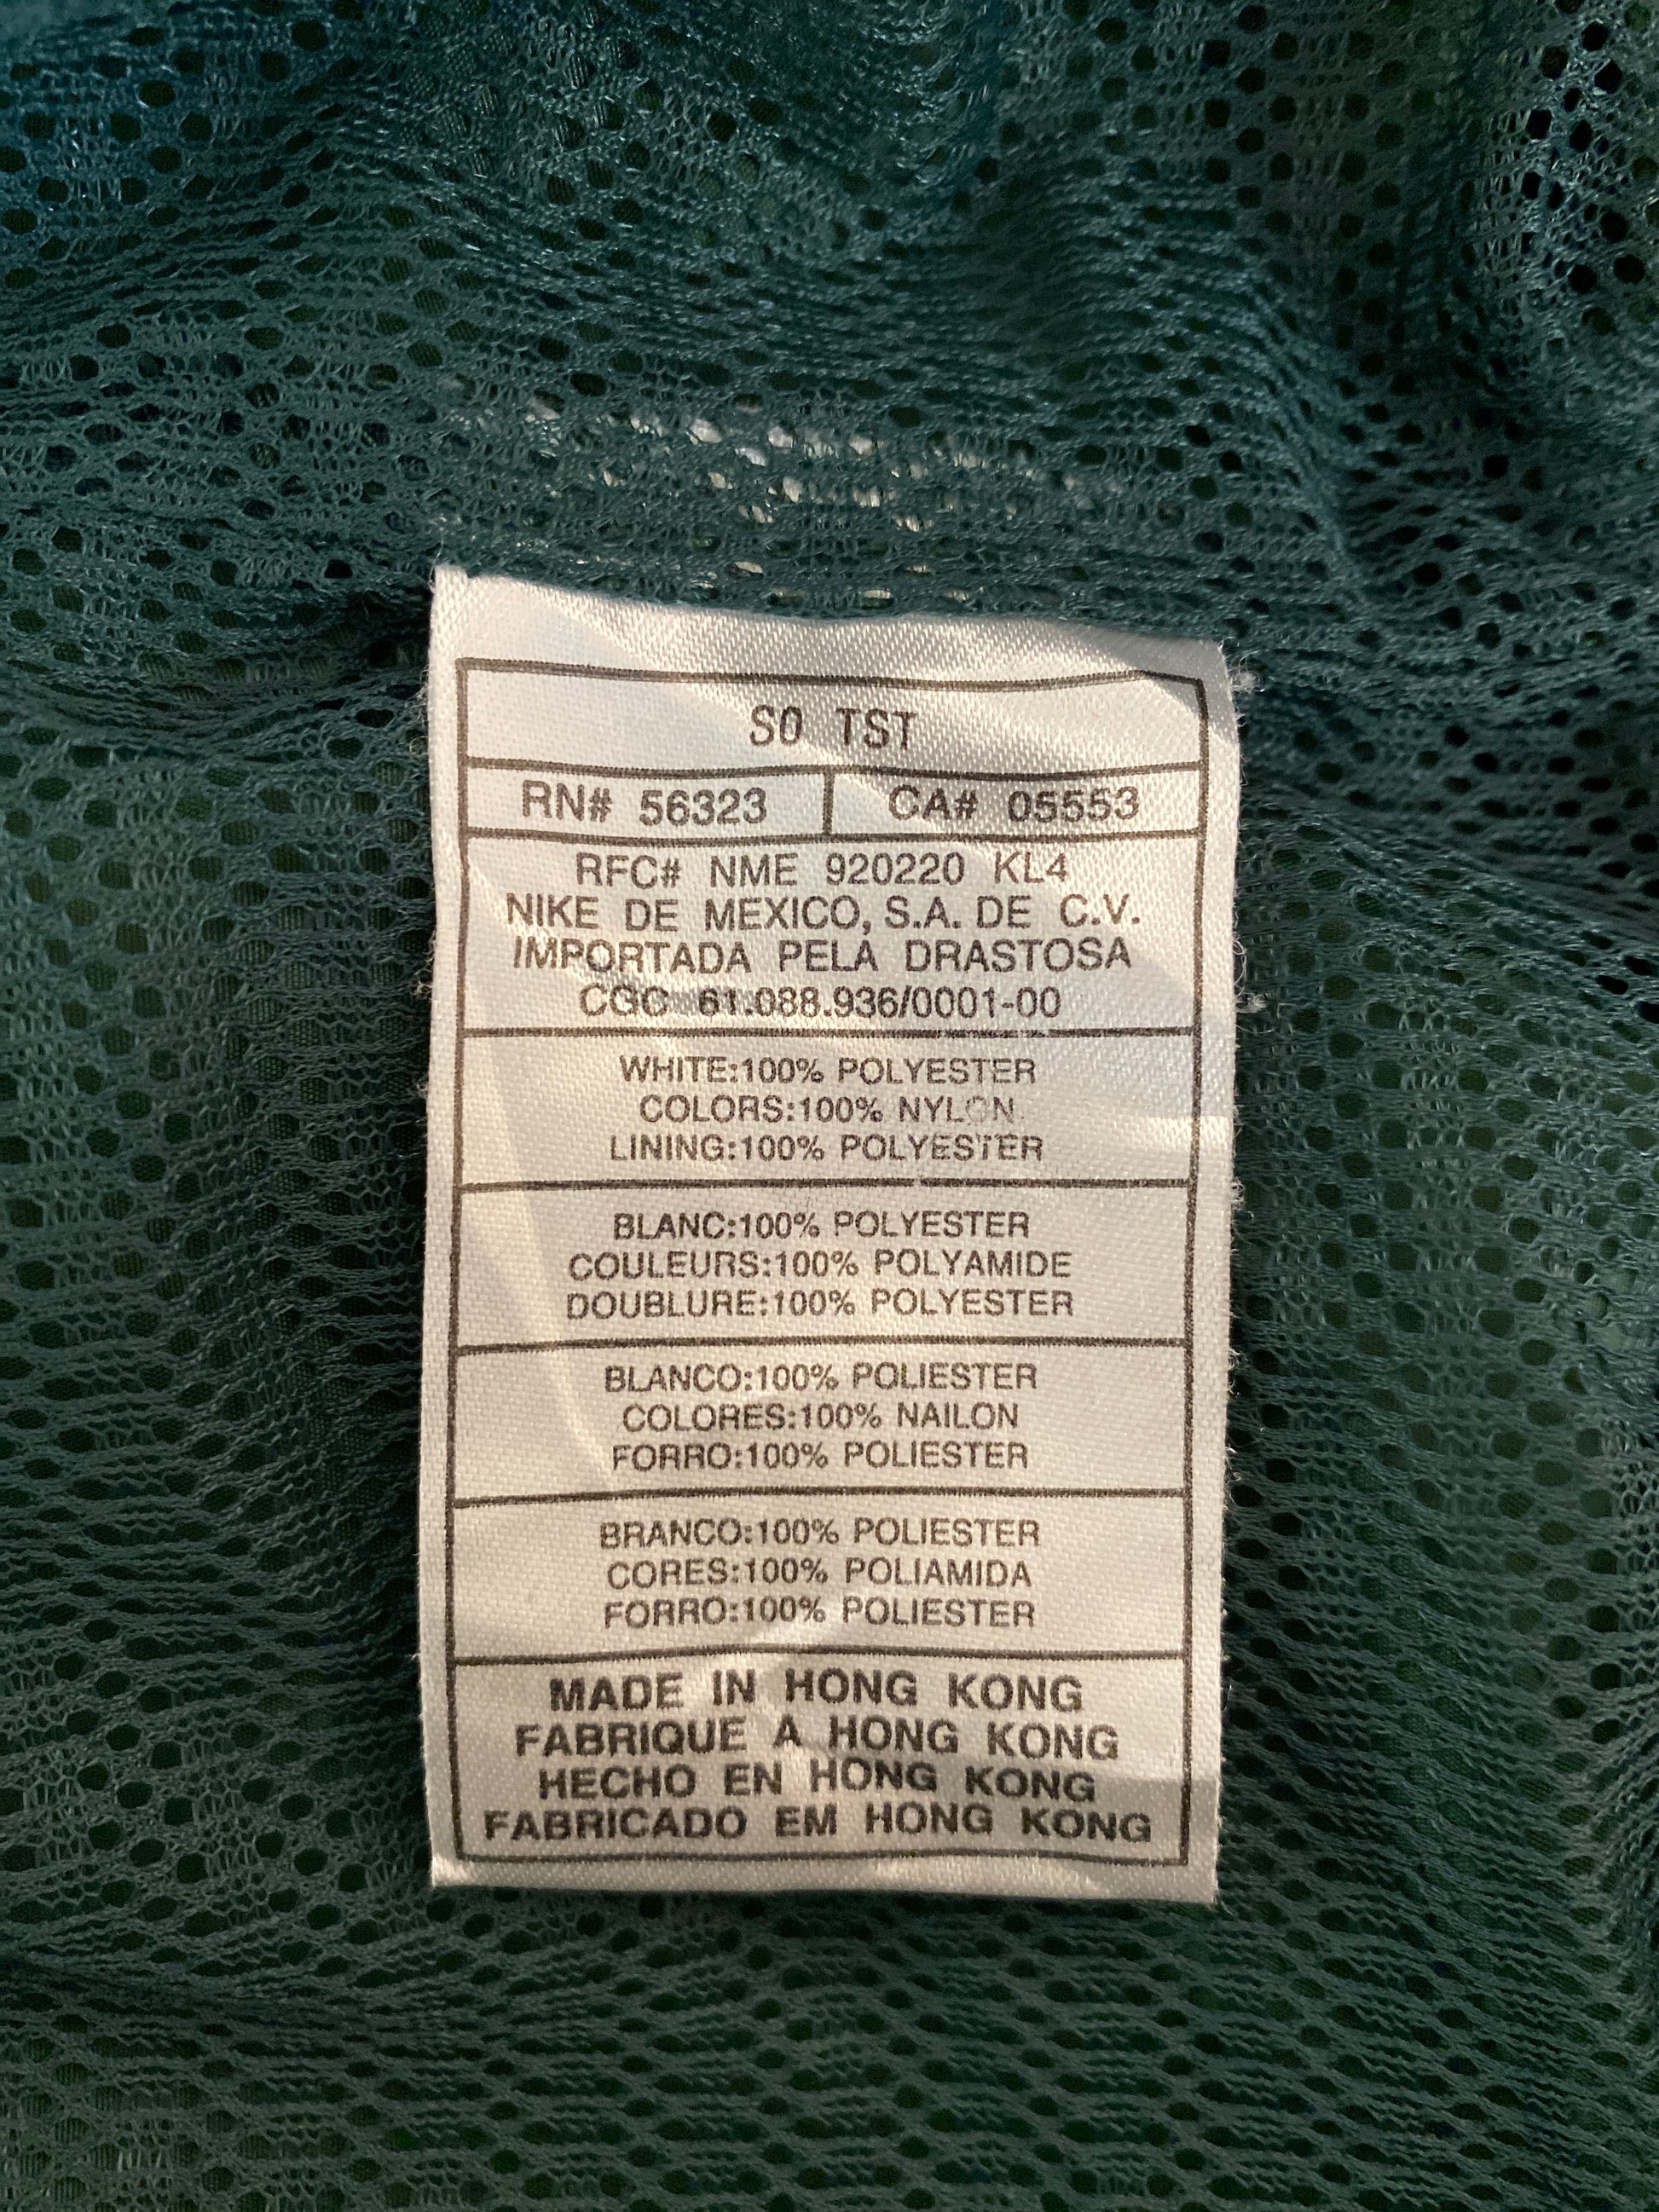 SO TST
RN# 56323 CA# 05553
RFC# NME 920220 KL4
NIKE DE MEXICO, S.A. DE C.V.
IMPORTADA PELA DRASTOSA
CGC 61.088.936/0001-00
WHITE:100% POLYESTER
COLORS:100% NYLON
LINING:100% POLYESTER
BLANC:100% POLYESTER
COULEURS:100% POLYAMIDE
DOUBLURE:100% POLYESTER
BLANCO:100% POLIESTER
COLORES:100% NAILON
FORRO:100% POLIESTER
BRANCO:100% POLIESTER
CORES:100% POLIAMIDA
FORRO:100% POLIESTER
MADE IN HONG KONG
FABRIQUE A HONG KONG
HECHO EN HONG KONG
FABRICADO EM HONG KONG